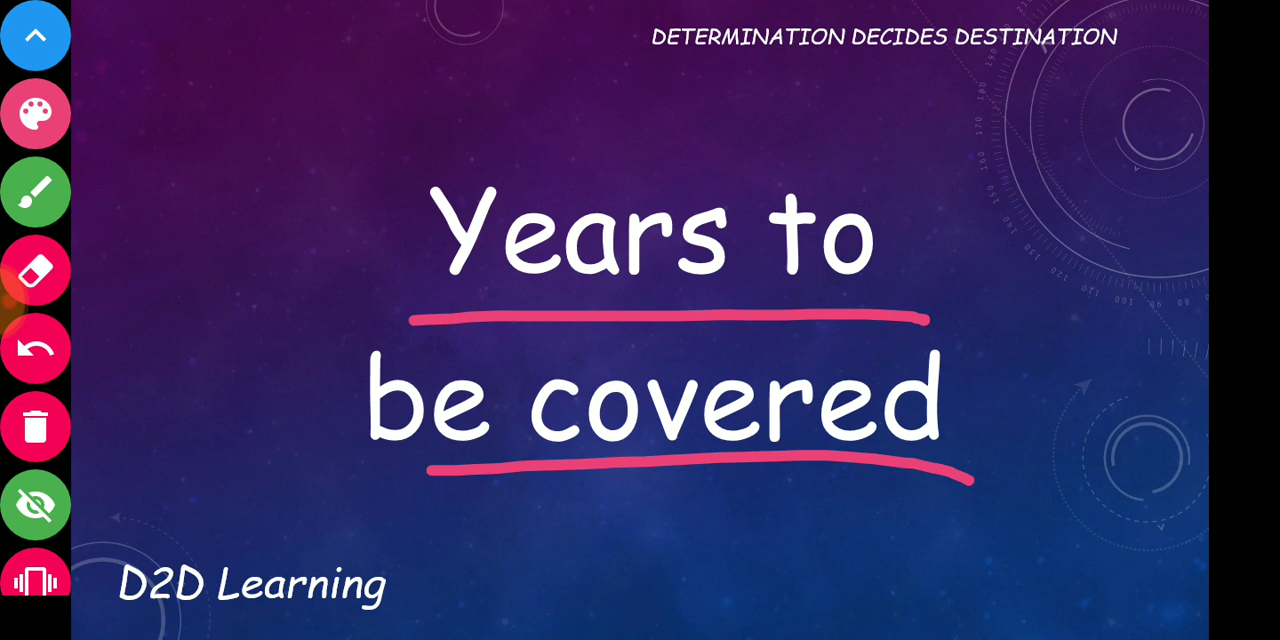 DETERMINATION DECIDES DESTINATION
Years to
be covered
D2D Learning